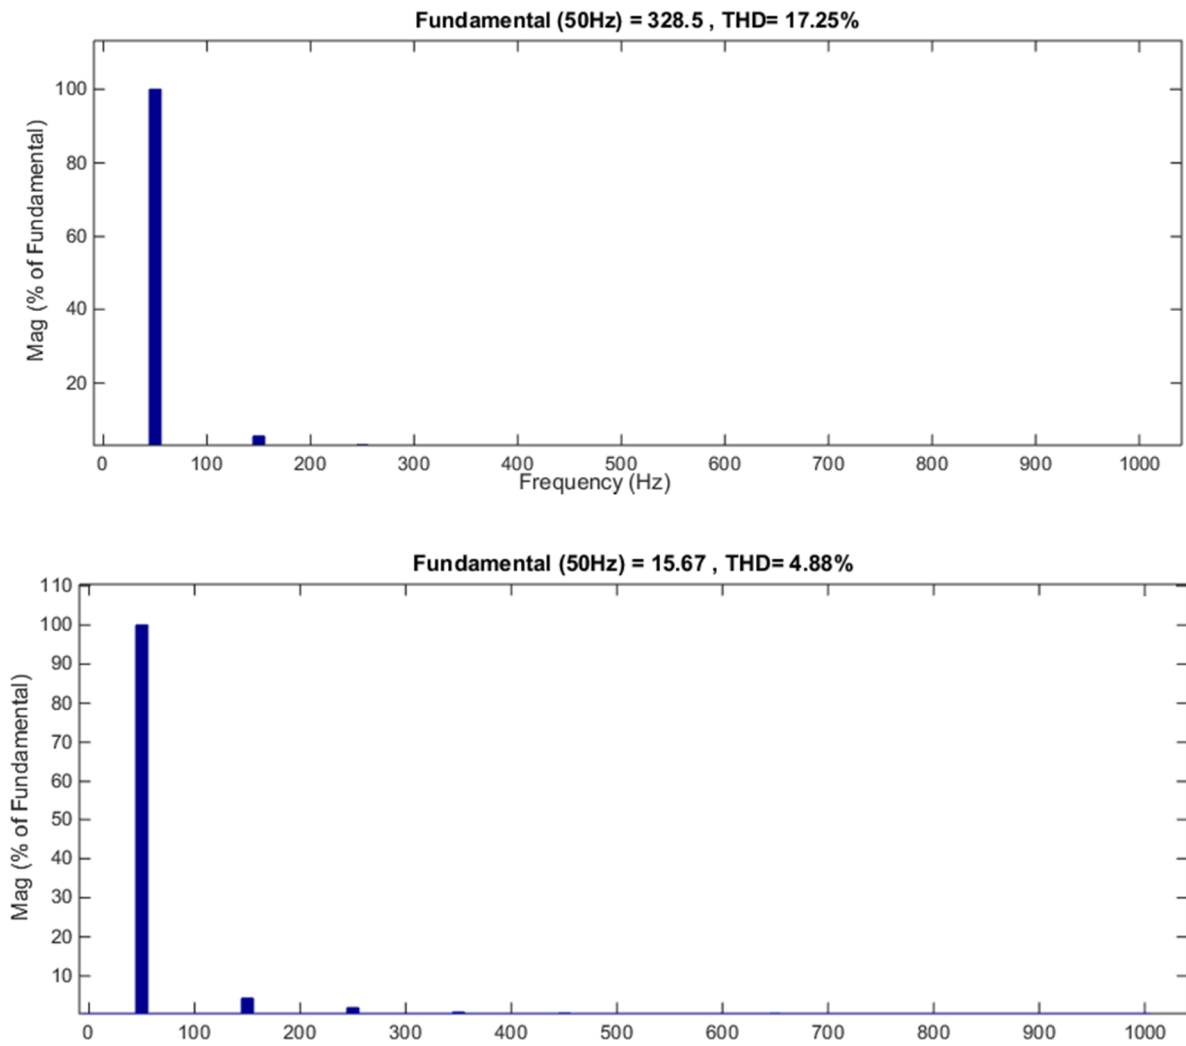 Fundamental (50Hz) = 328.5 , THD= 17.25%
Mag (% of Fundamental)
100
80
60
40
20
0 100 200 300 400 500 600 700 800 900 1000
Frequency (Hz)
Fundamental (50Hz) = 15.67 , THD= 4.88%
Mag (% of Fundamental)
110
100
90
80
70
60
50
40
30
20
10
0 100 200 300 400 500 600 700 800 900 1000